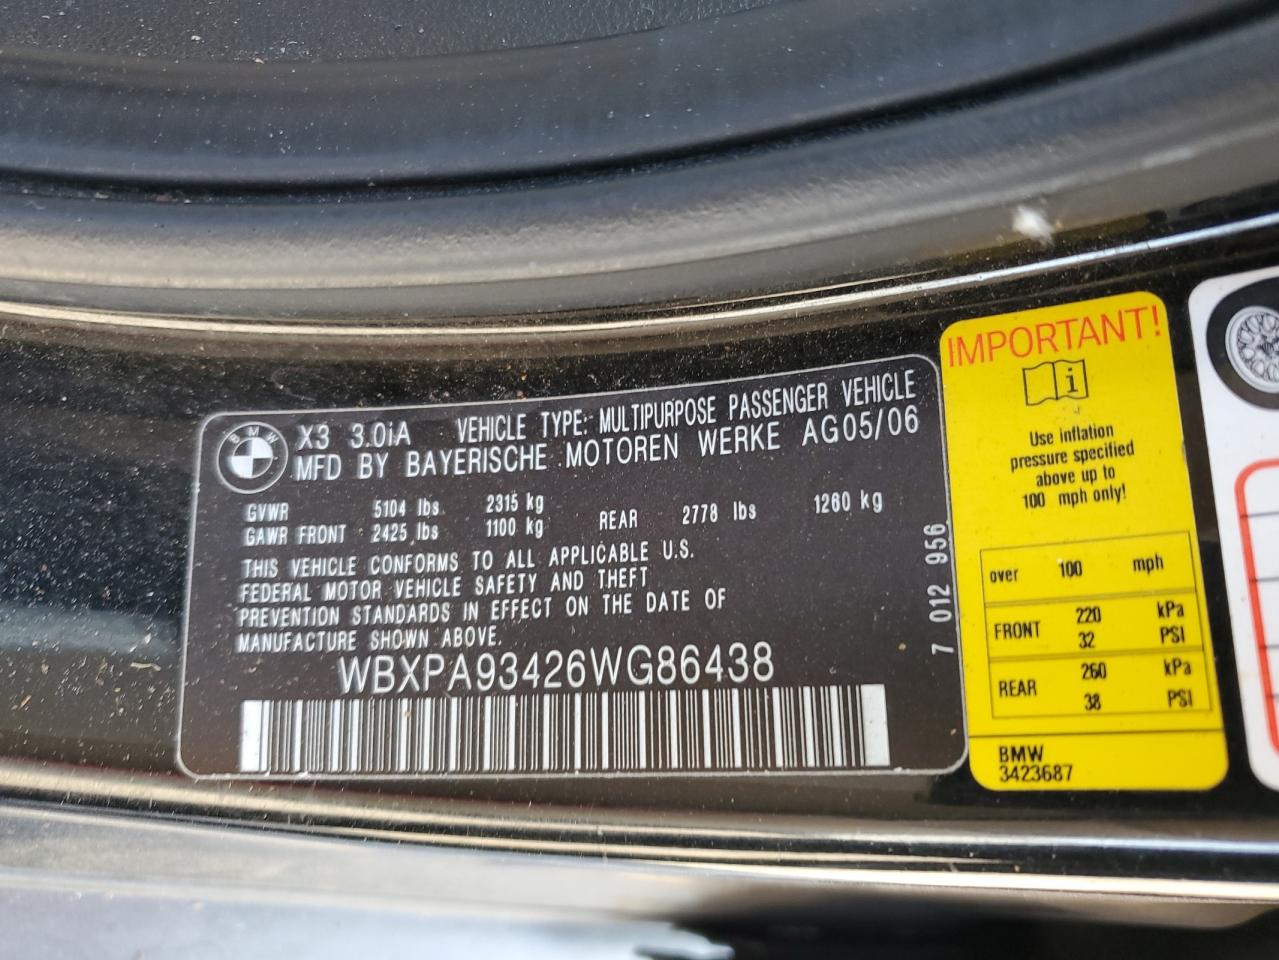 BMW
X3 3.0iA VEHICLE TYPE: MULTIPURPOSE PASSENGER VEHICLE
MFD BY BAYERISCHE MOTOREN WERKE AG05/06
GVWR 5104 lbs 2315 kg
GAWR FRONT 2425 lbs 1100 kg REAR 2778 lbs 1260 kg
THIS VEHICLE CONFORMS TO ALL APPLICABLE U.S.
FEDERAL MOTOR VEHICLE SAFETY AND THEFT
PREVENTION STANDARDS IN EFFECT ON THE DATE OF
MANUFACTURE SHOWN ABOVE.
WBXPA93426WG86438
7 012 956
IMPORTANT!
i
Use inflation
pressure specified
above up to
100 mph only!
over 100 mph
FRONT 220 kPa
32 PSI
REAR 260 kPa
38 PSI
BMW
3423687